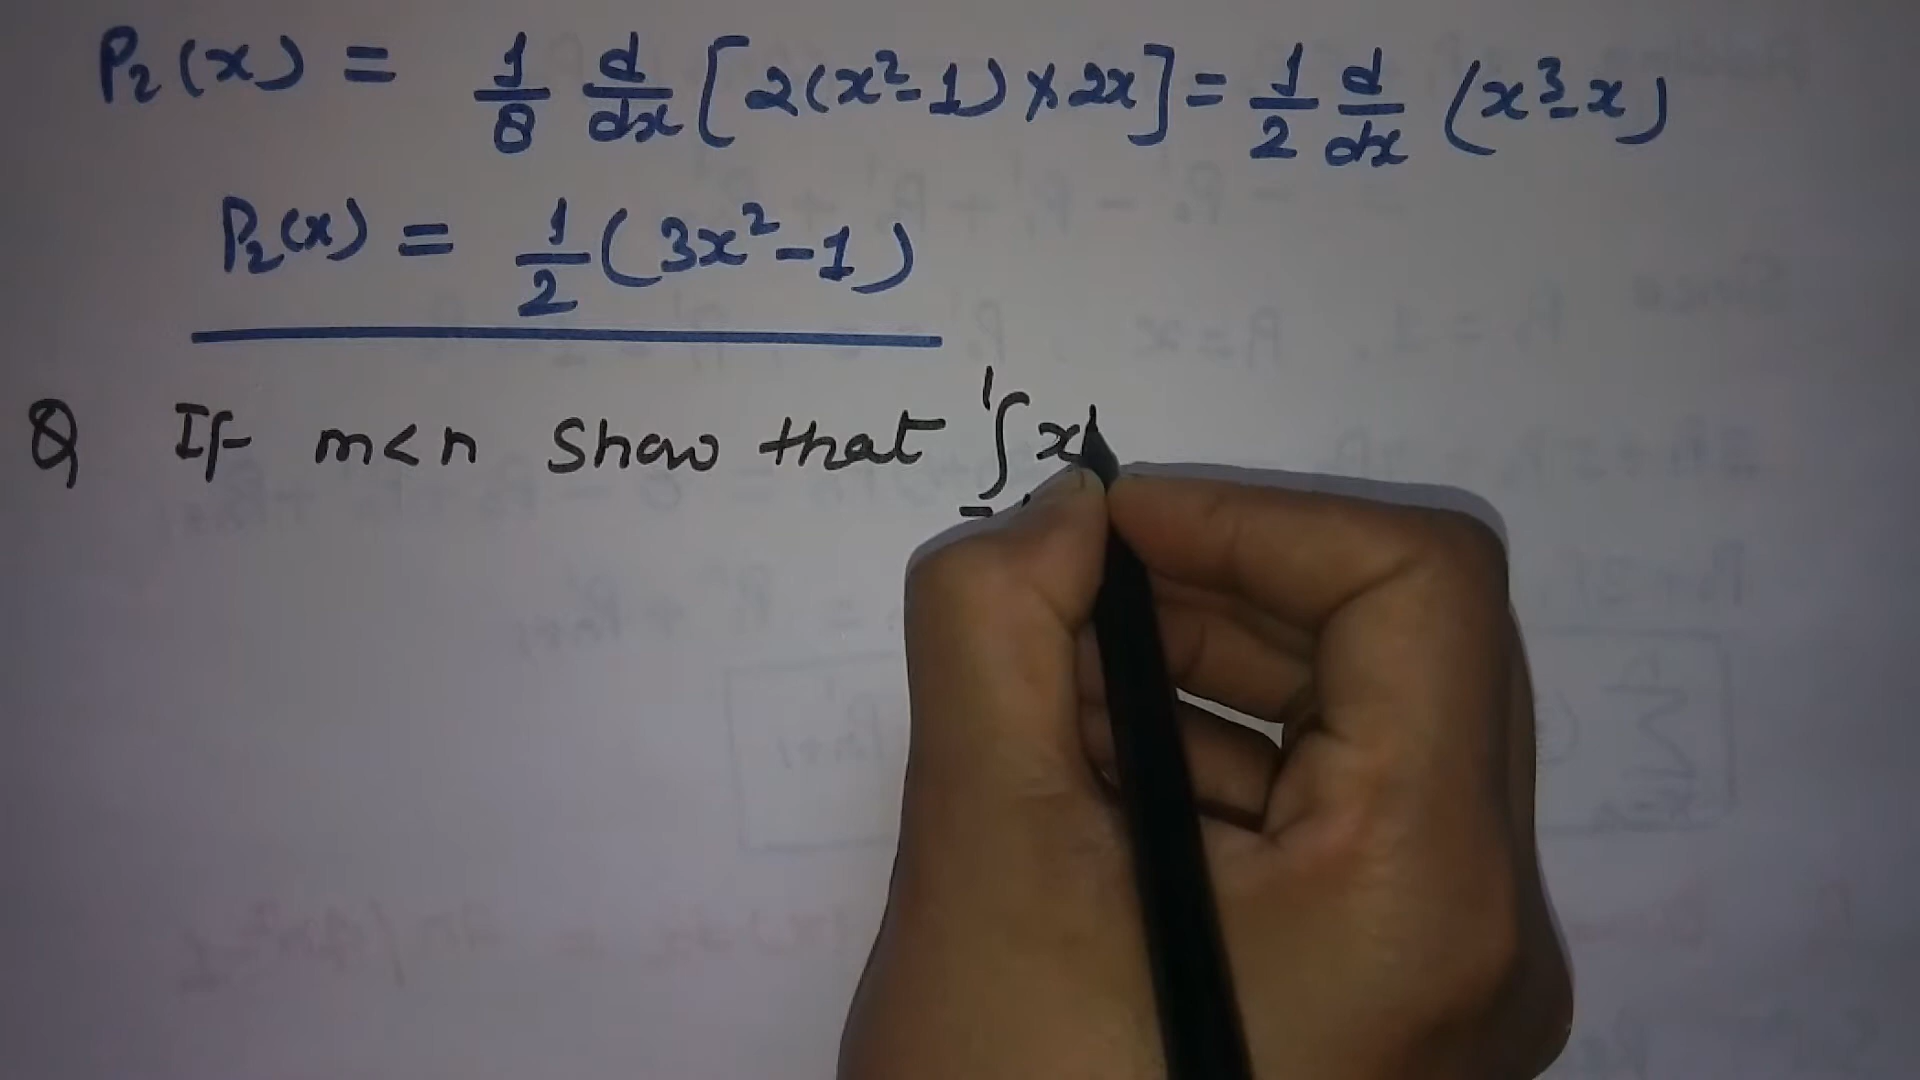 P₂(x) = 1/8 d/dx [2(x²-1)×2x] = 1/2 d/dx (x³-x)
P₂(x) = 1/2 (3x²-1)
Q If m<n Show that ∫₋¹ x